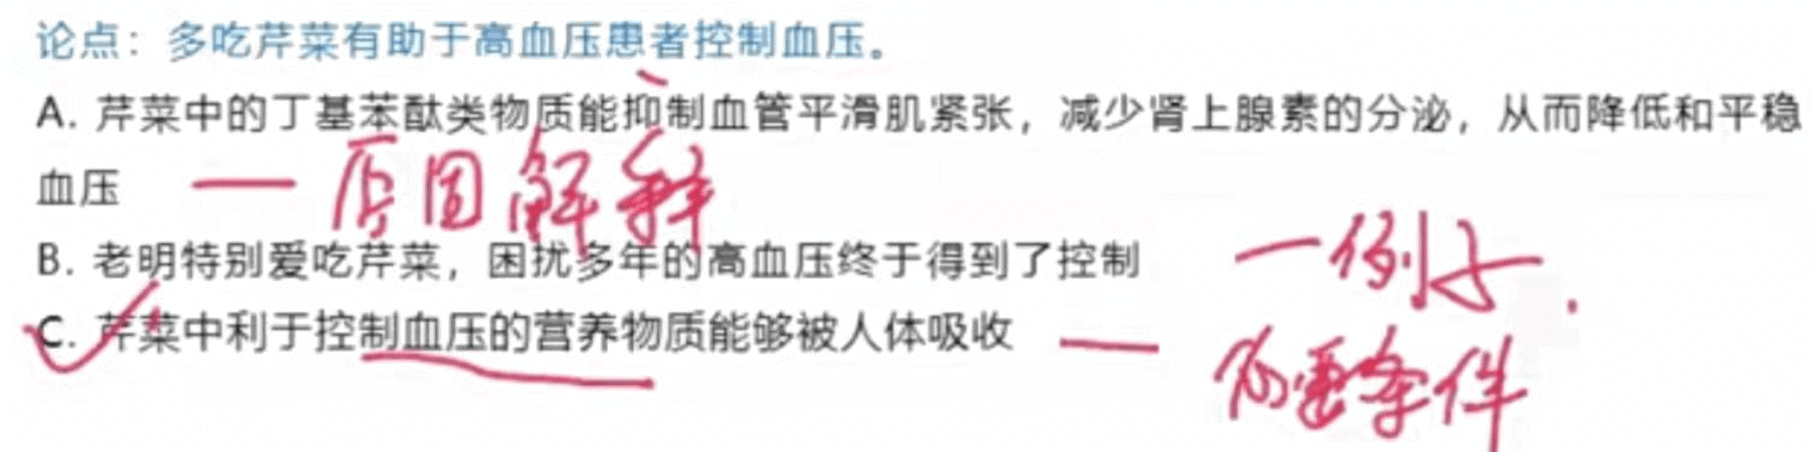 论点：多吃芹菜有助于高血压患者控制血压。
A. 芹菜中的丁基苯酞类物质能抑制血管平滑肌紧张，减少肾上腺素的分泌，从而降低和平稳
血压 — 原因解释
B. 老明特别爱吃芹菜，困扰多年的高血压终于得到了控制 — 例子.
C. 芹菜中利于控制血压的营养物质能够被人体吸收 — 必要条件